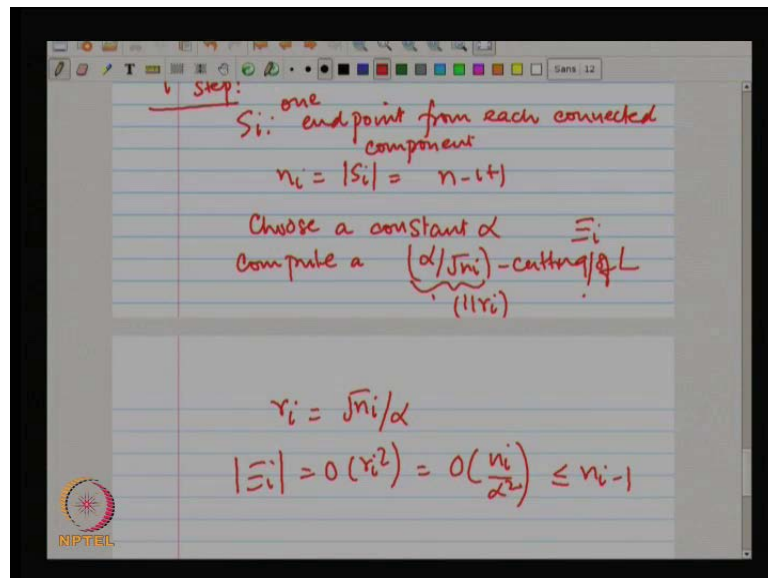 Sans 12
i step:
Si: one endpoint from each connected
component
ni = |Si| = n-i+1
Choose a constant α Ξi
compute a (α/√ni) - cutting of L
(1/ri)
ri = √ni/α
|Ξi| = O(ri²) = O(ni/α²) ≤ ni-1
NPTEL